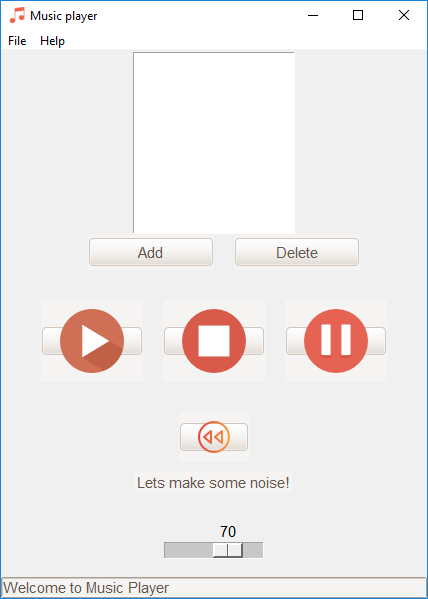 Music player
File Help
Add Delete
Lets make some noise!
70
Welcome to Music Player